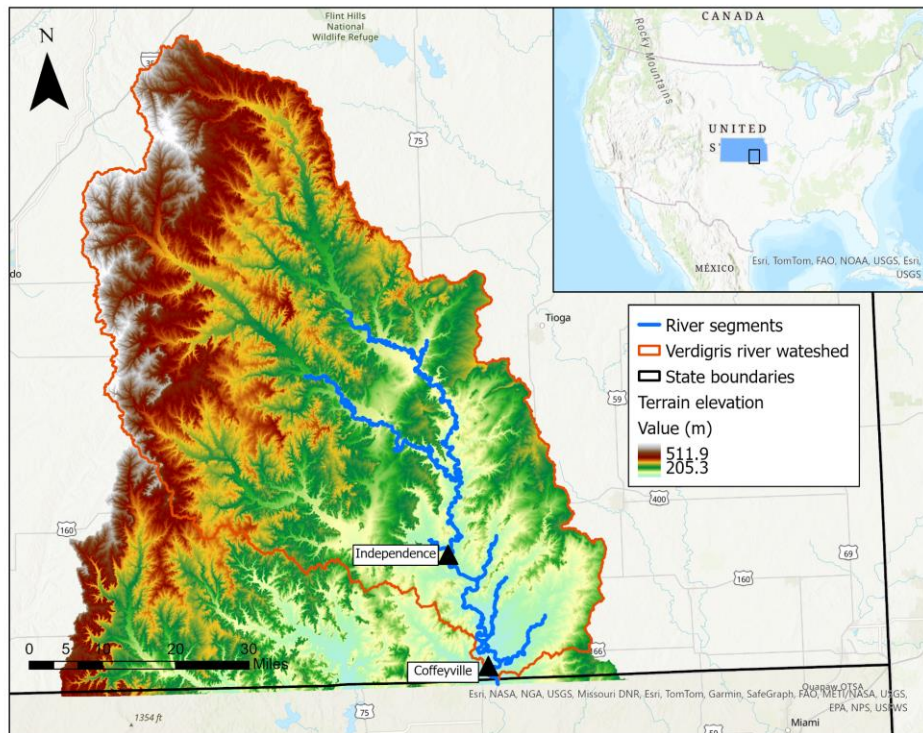 Flint Hills
National
Wildlife Refuge
N
35
75
CANADA
Rocky Mountains
UNITED
S
MÉXICO
Esri, TomTom, FAO, NOAA, USGS, Esri,
USGS
do
Tioga
River segments
Verdigris river wateshed
State boundaries
Terrain elevation
Value (m)
511.9
205.3
59
400
160
69
Independence
160
0 5 10 20 30
Miles
166
Coffeyville
Quapaw OTSA
Esri, NASA, NGA, USGS, Missouri DNR, Esri, TomTom, Garmin, SafeGraph, FAO, METI/NASA, USGS,
EPA, NPS, USFWS
1354 ft
75
59
Miami